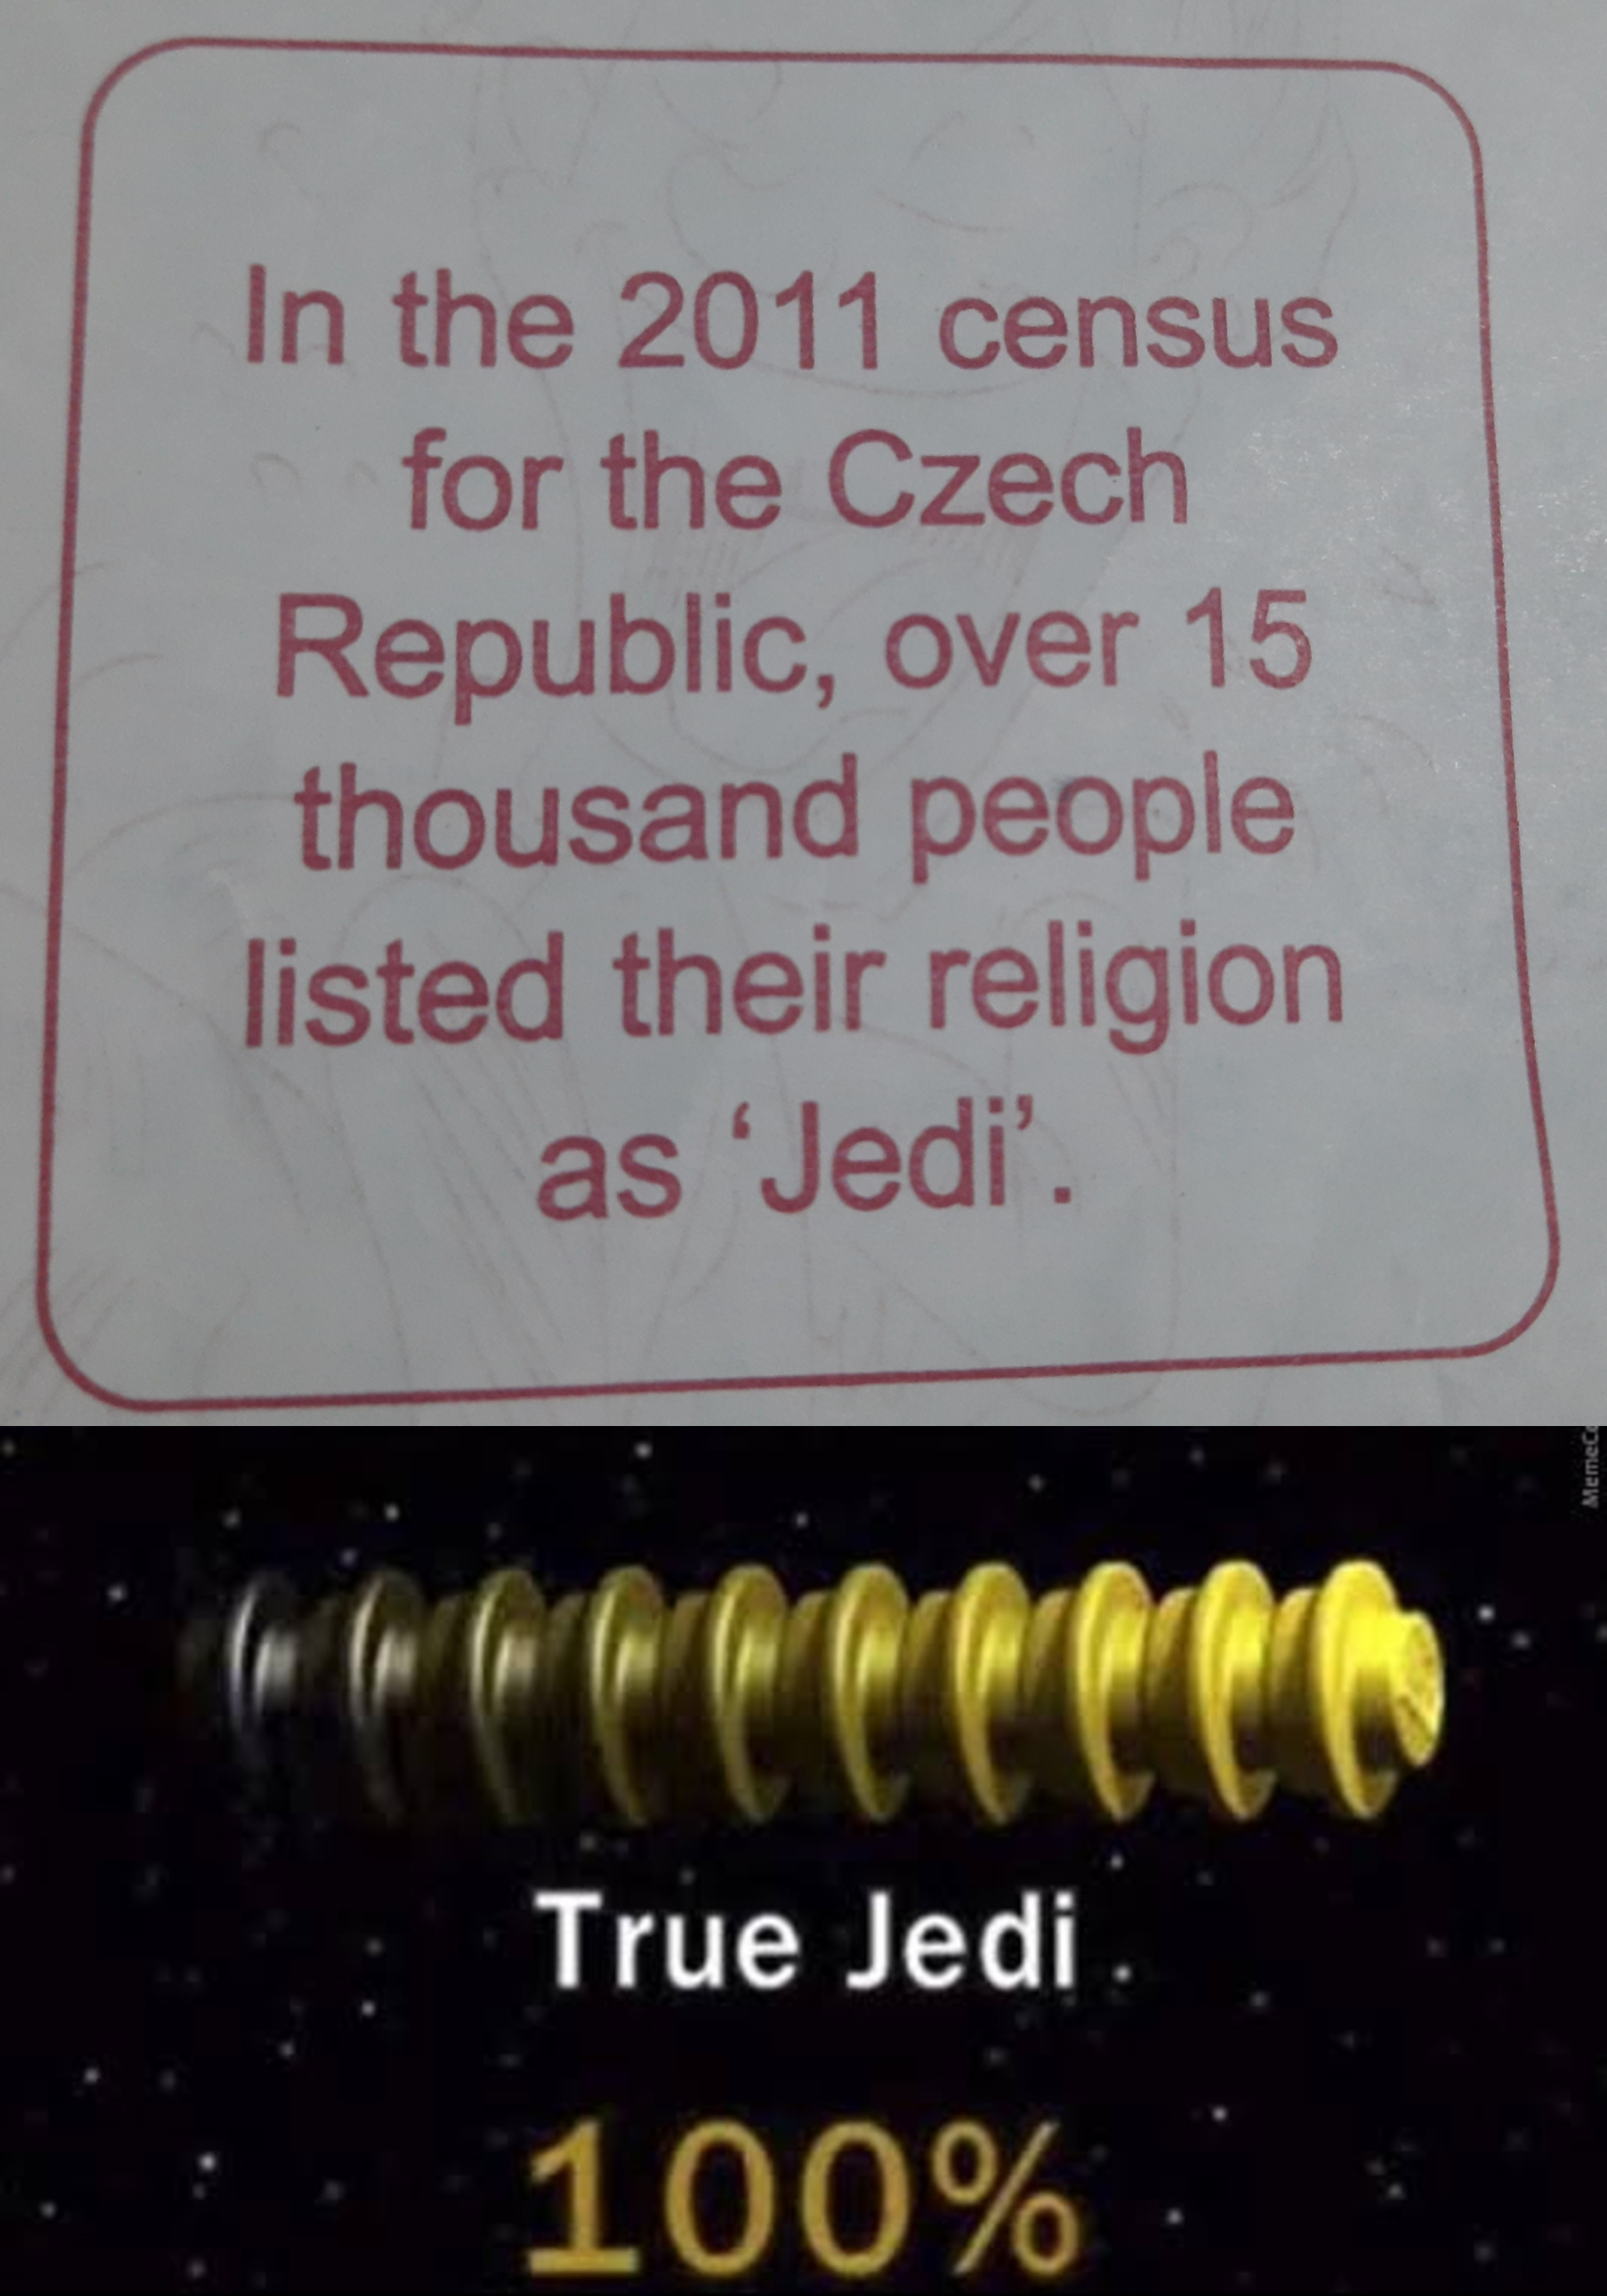 In the 2011 census
for the Czech
Republic, over 15
thousand people
listed their religion
as ‘Jedi’.
True Jedi
100%